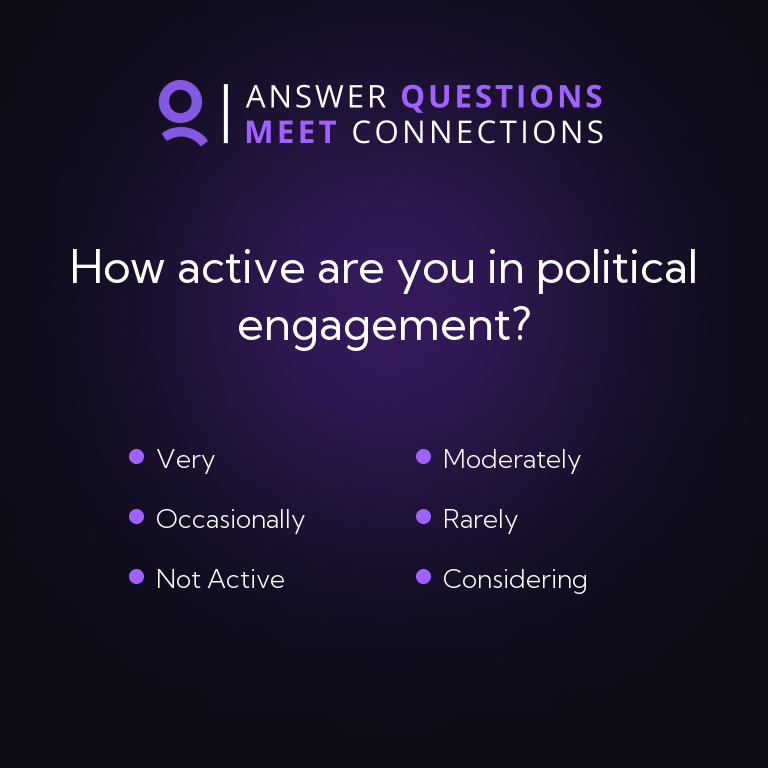 ANSWER QUESTIONS
MEET CONNECTIONS
How active are you in political
engagement?
Very
Moderately
Occasionally
Rarely
Not Active
Considering